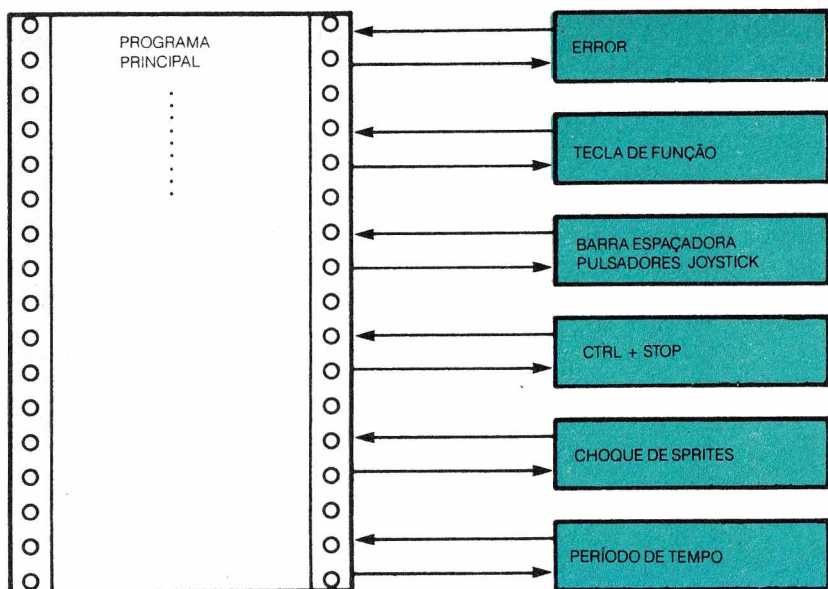 PROGRAMA
PRINCIPAL
ERROR
TECLA DE FUNÇÃO
BARRA ESPAÇADORA
PULSADORES JOYSTICK
CTRL + STOP
CHOQUE DE SPRITES
PERÍODO DE TEMPO